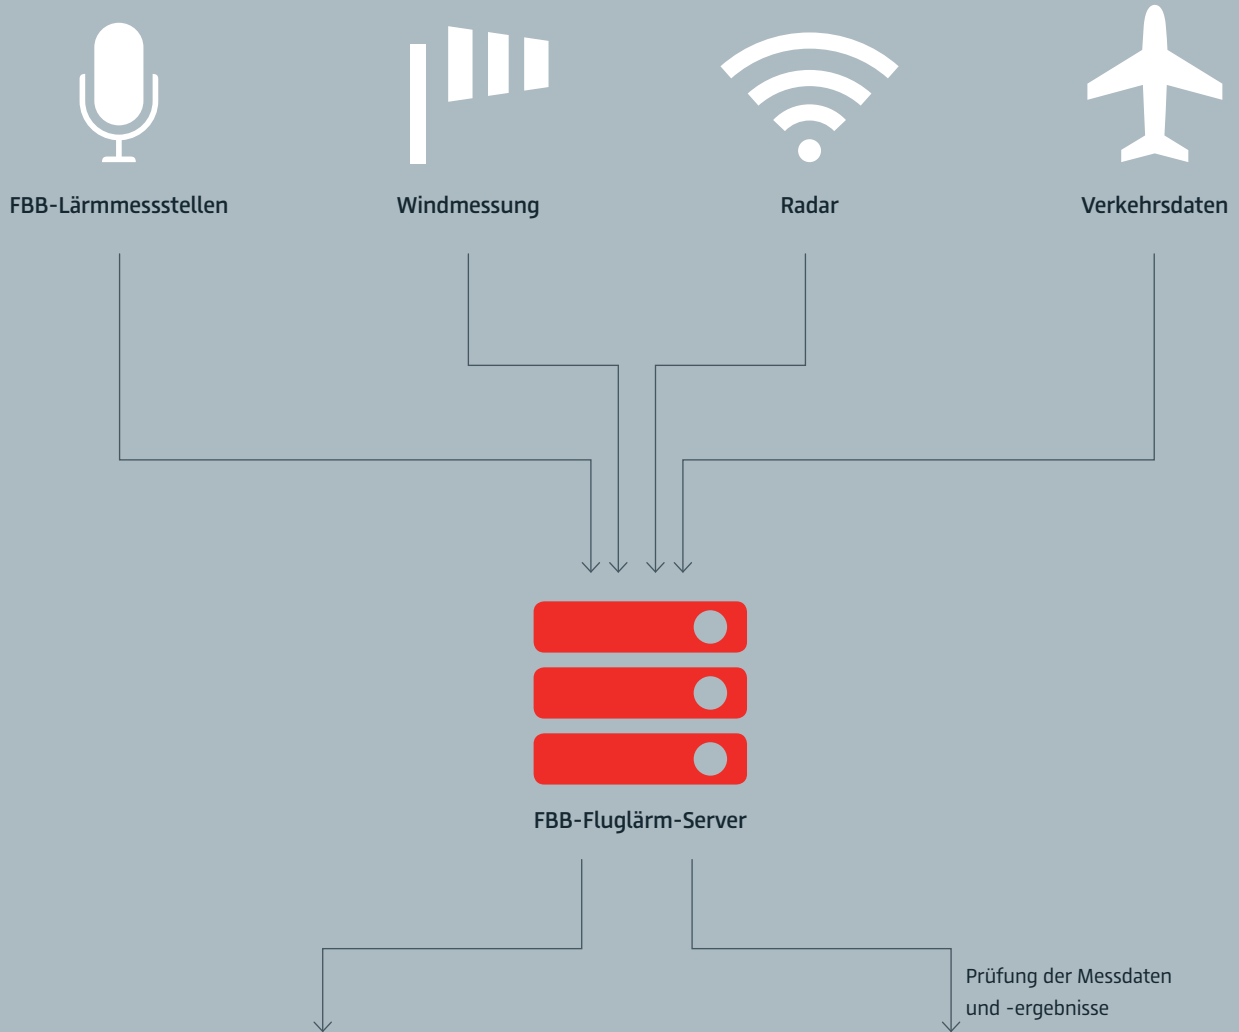 FBB-Lärmmessstellen
Windmessung
Radar
Verkehrsdaten
FBB-Fluglärm-Server
Prüfung der Messdaten
und -ergebnisse